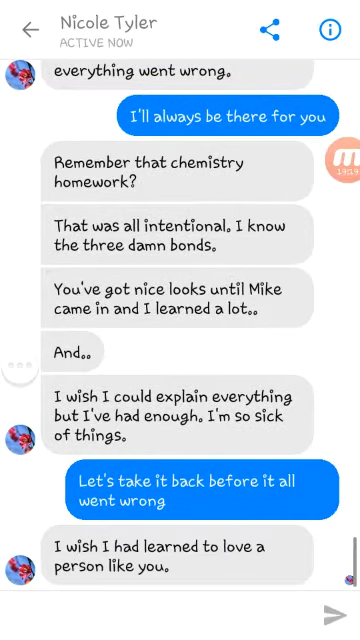 Nicole Tyler
ACTIVE NOW
everything went wrong.
I'll always be there for you
Remember that chemistry
homework?
That was all intentional. I know
the three damn bonds.
You've got nice looks until Mike
came in and I learned a lot..
And..
I wish I could explain everything
but I've had enough. I'm so sick
of things.
Let's take it back before it all
went wrong
I wish I had learned to love a
person like you.